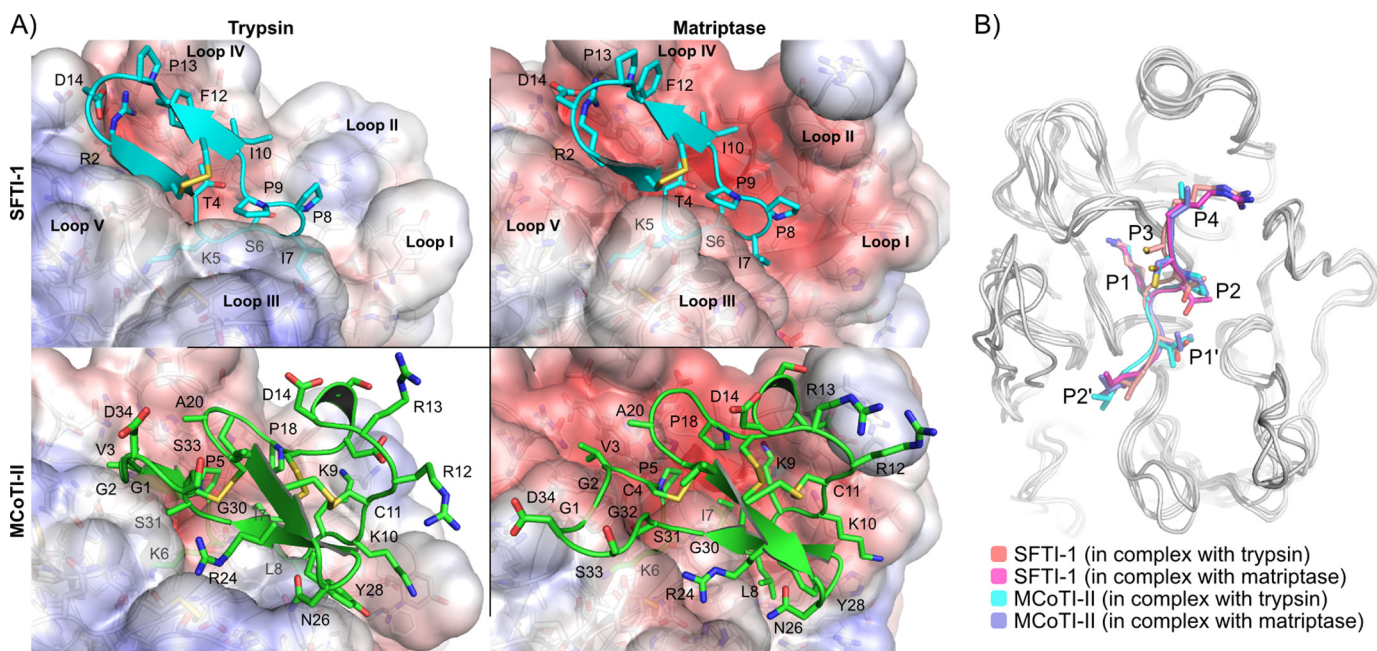 A)
Trypsin
Matriptase
B)
SFTI-1
Loop IV
P13
D14
F12
Loop II
R2
I10
T4
P9
P8
Loop V
K5
S6
I7
Loop I
Loop III
Loop IV
P13
D14
F12
Loop II
R2
I10
T4
P9
P8
Loop V
K5
S6
I7
Loop I
Loop III
MCoTI-II
D14
R13
D34
A20
P18
V3
S33
P5
K9
R12
G2
G1
C11
G30
I7
S31
K10
K6
L8
R24
Y28
N26
D14
R13
A20
P18
V3
K9
R12
P5
G2
C4
C11
D34
G1
G32
I7
K10
S31
G30
S33
K6
L8
R24
Y28
N26
P4
P3
P1
P2
P1'
P2'
SFTI-1 (in complex with trypsin)
SFTI-1 (in complex with matriptase)
MCoTI-II (in complex with trypsin)
MCoTI-II (in complex with matriptase)